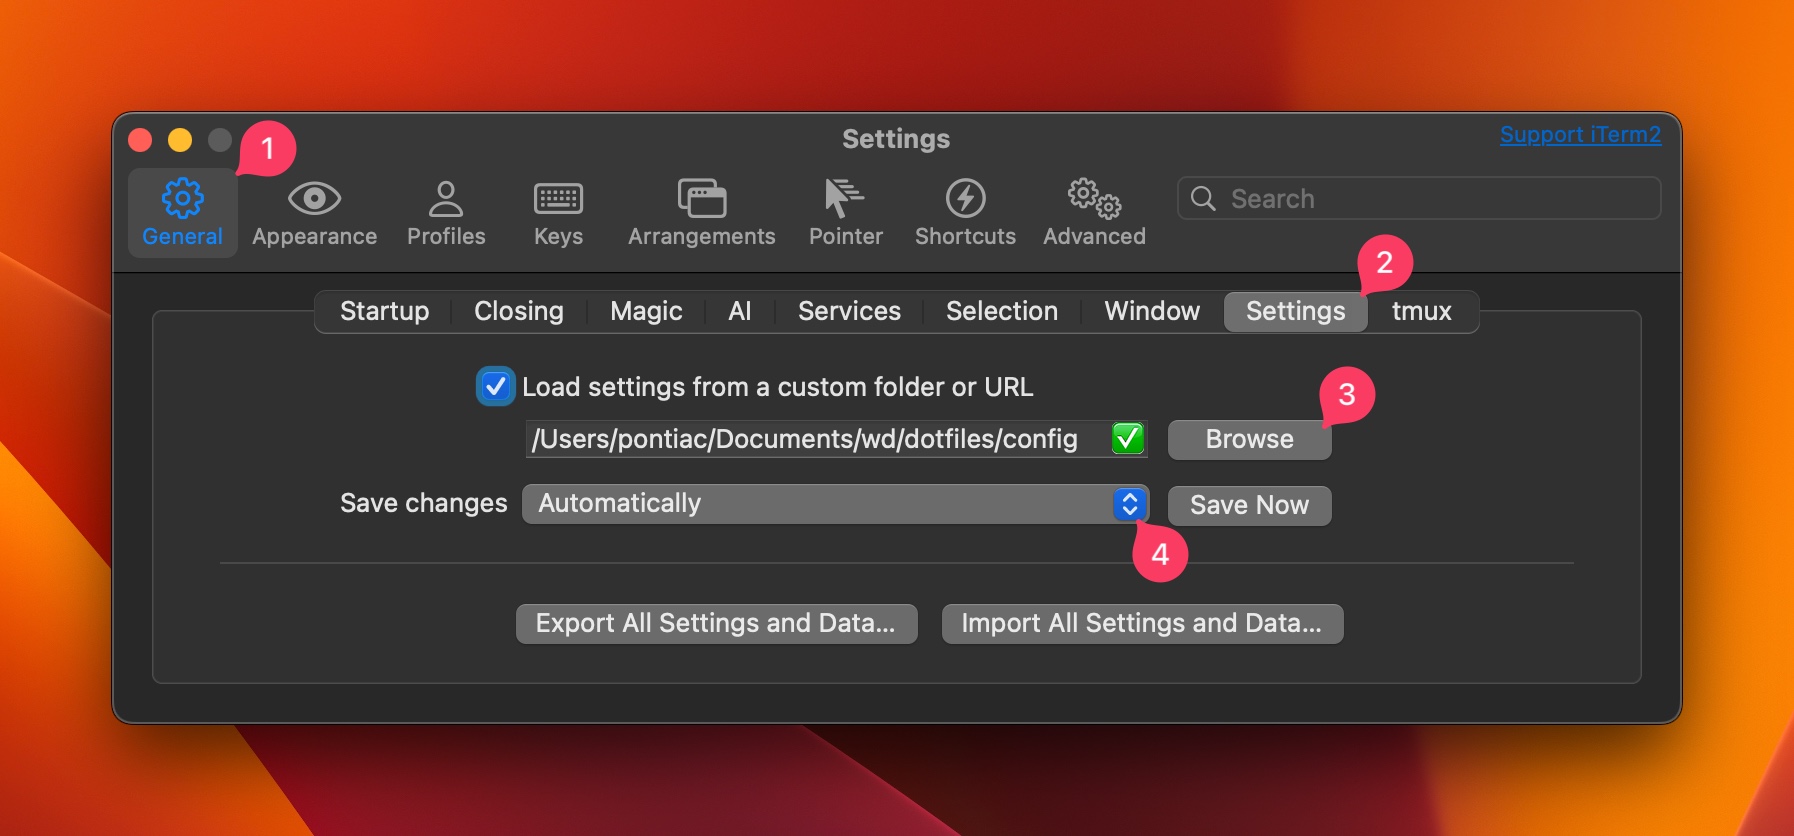 Settings
Support iTerm2
1
General Appearance Profiles Keys Arrangements Pointer Shortcuts Advanced
Search
2
Startup Closing Magic AI Services Selection Window Settings tmux
Load settings from a custom folder or URL
3
/Users/pontiac/Documents/wd/dotfiles/config
Browse
Save changes Automatically Save Now
4
Export All Settings and Data...
Import All Settings and Data...